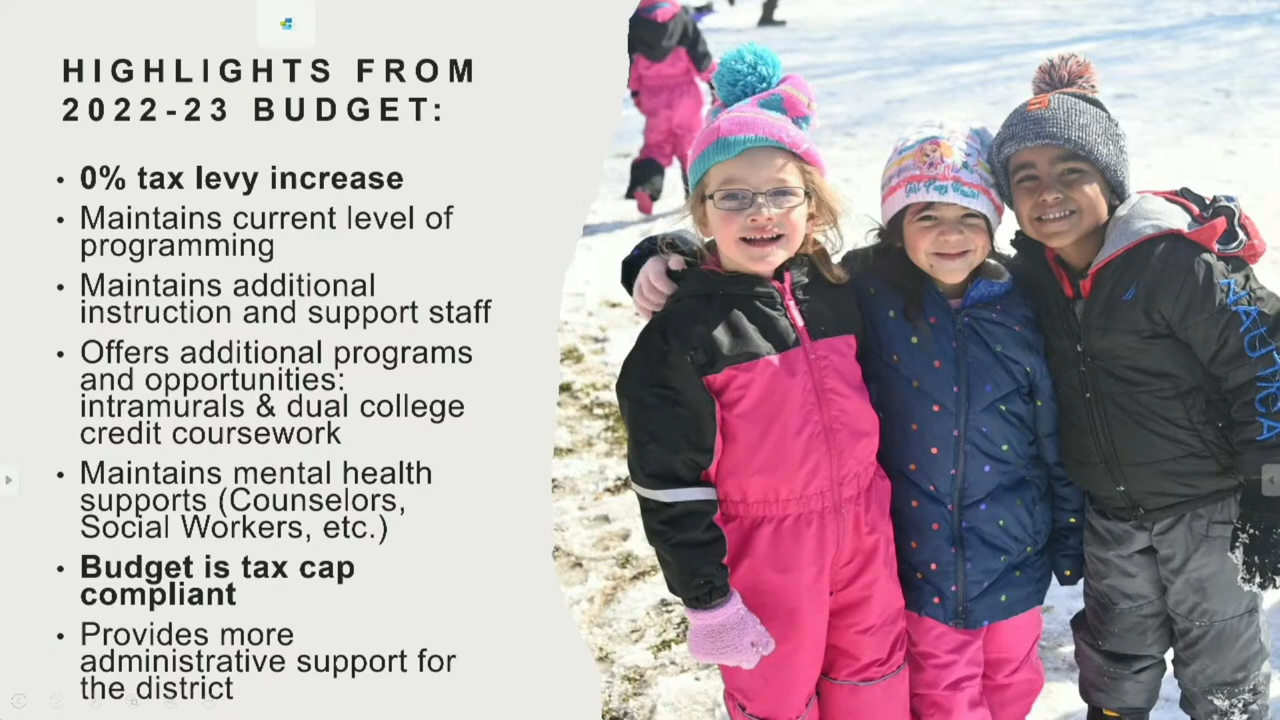 HIGHLIGHTS FROM
2022-23 BUDGET:
• 0% tax levy increase
• Maintains current level of
programming
• Maintains additional
instruction and support staff
• Offers additional programs
and opportunities:
intramurals & dual college
credit coursework
• Maintains mental health
supports (Counselors,
Social Workers, etc.)
• Budget is tax cap
compliant
• Provides more
administrative support for
the district
NAUTICA